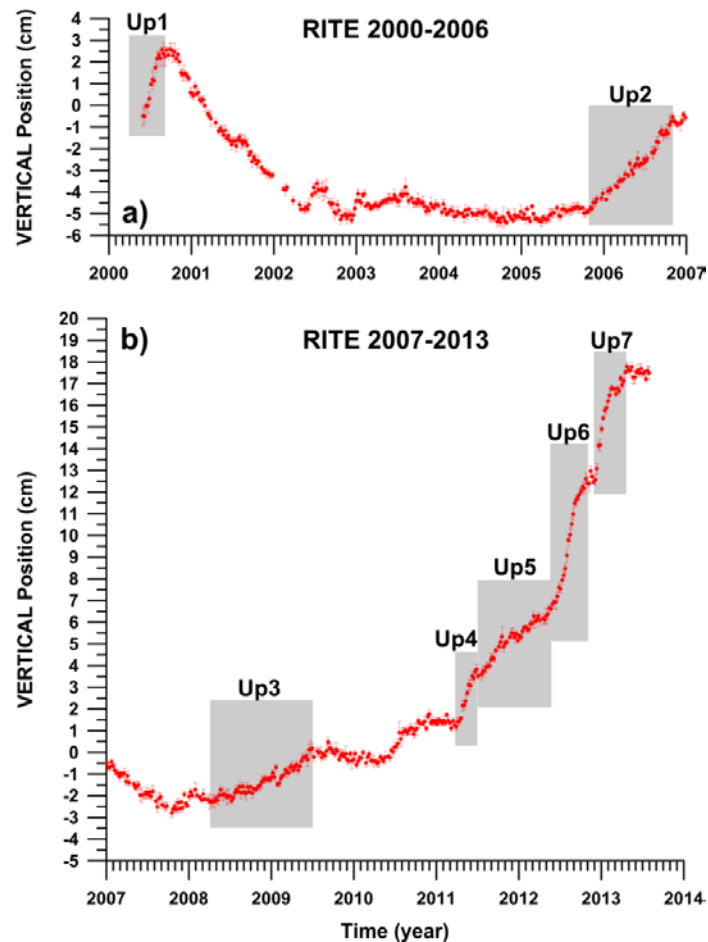 Up1
RITE 2000-2006
Up2
VERTICAL Position (cm)
4
3
2
1
0
-1
-2
-3
-4
-5
-6
a)
2000 2001 2002 2003 2004 2005 2006 2007
b)
RITE 2007-2013
Up7
Up6
Up5
Up4
Up3
VERTICAL Position (cm)
20
19
18
17
16
15
14
13
12
11
10
9
8
7
6
5
4
3
2
1
0
-1
-2
-3
-4
-5
2007 2008 2009 2010 2011 2012 2013 2014
Time (year)